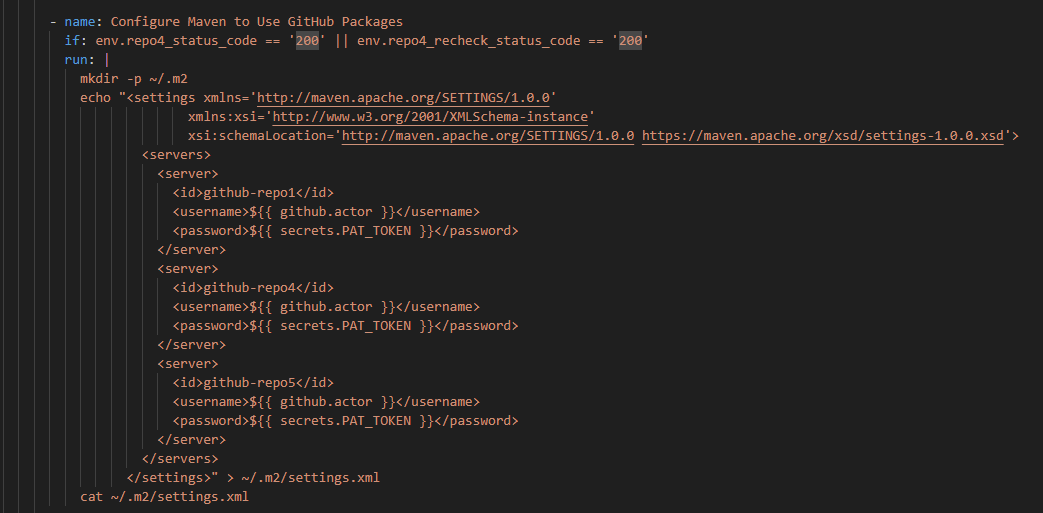 - name: Configure Maven to Use GitHub Packages
if: env.repo4_status_code == '200' || env.repo4_recheck_status_code == '200'
run: |
mkdir -p ~/.m2
echo "<settings xmlns='http://maven.apache.org/SETTINGS/1.0.0'
xmlns:xsi='http://www.w3.org/2001/XMLSchema-instance'
xsi:schemaLocation='http://maven.apache.org/SETTINGS/1.0.0 https://maven.apache.org/xsd/settings-1.0.0.xsd'>
<servers>
<server>
<id>github-repo1</id>
<username>${{ github.actor }}</username>
<password>${{ secrets.PAT_TOKEN }}</password>
</server>
<server>
<id>github-repo4</id>
<username>${{ github.actor }}</username>
<password>${{ secrets.PAT_TOKEN }}</password>
</server>
<server>
<id>github-repo5</id>
<username>${{ github.actor }}</username>
<password>${{ secrets.PAT_TOKEN }}</password>
</server>
</servers>
</settings>" > ~/.m2/settings.xml
cat ~/.m2/settings.xml